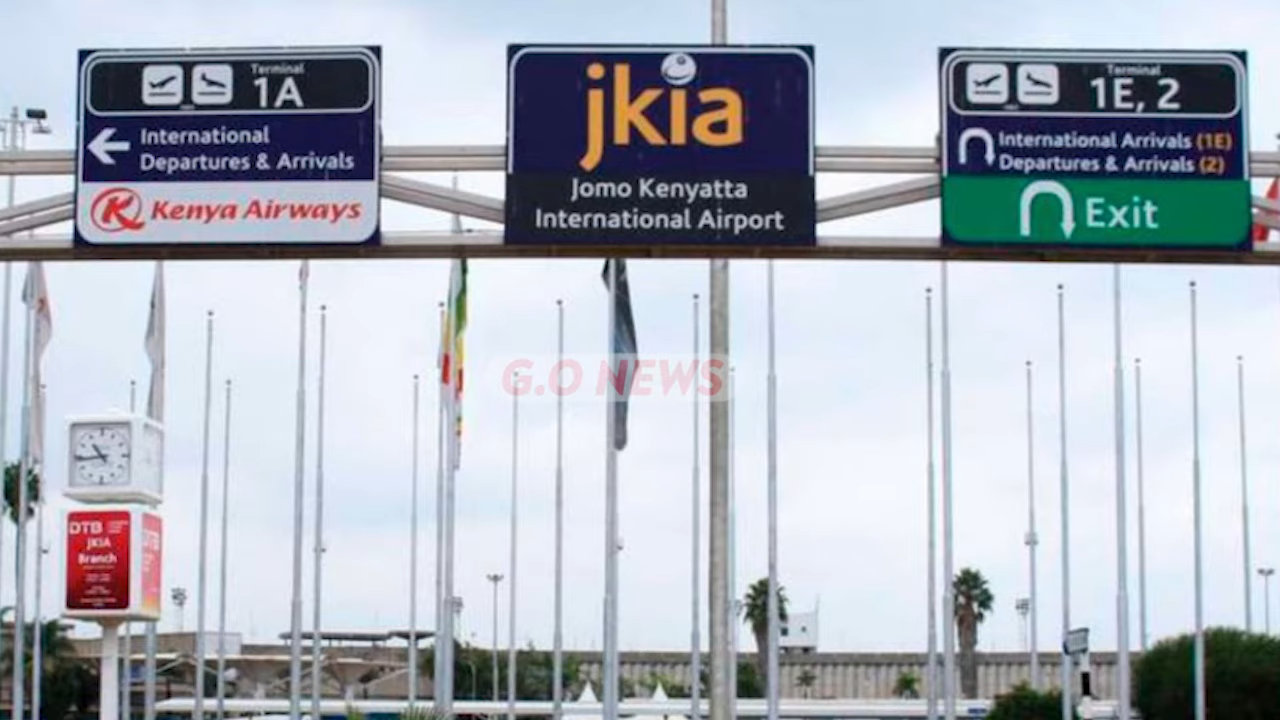 Terminal
1A
International
Departures & Arrivals
Kenya Airways
jkia
Jomo Kenyatta
International Airport
Terminal
1E, 2
International Arrivals (1E)
Departures & Arrivals (2)
Exit
G.O NEWS
DTB
JKIA
Branch